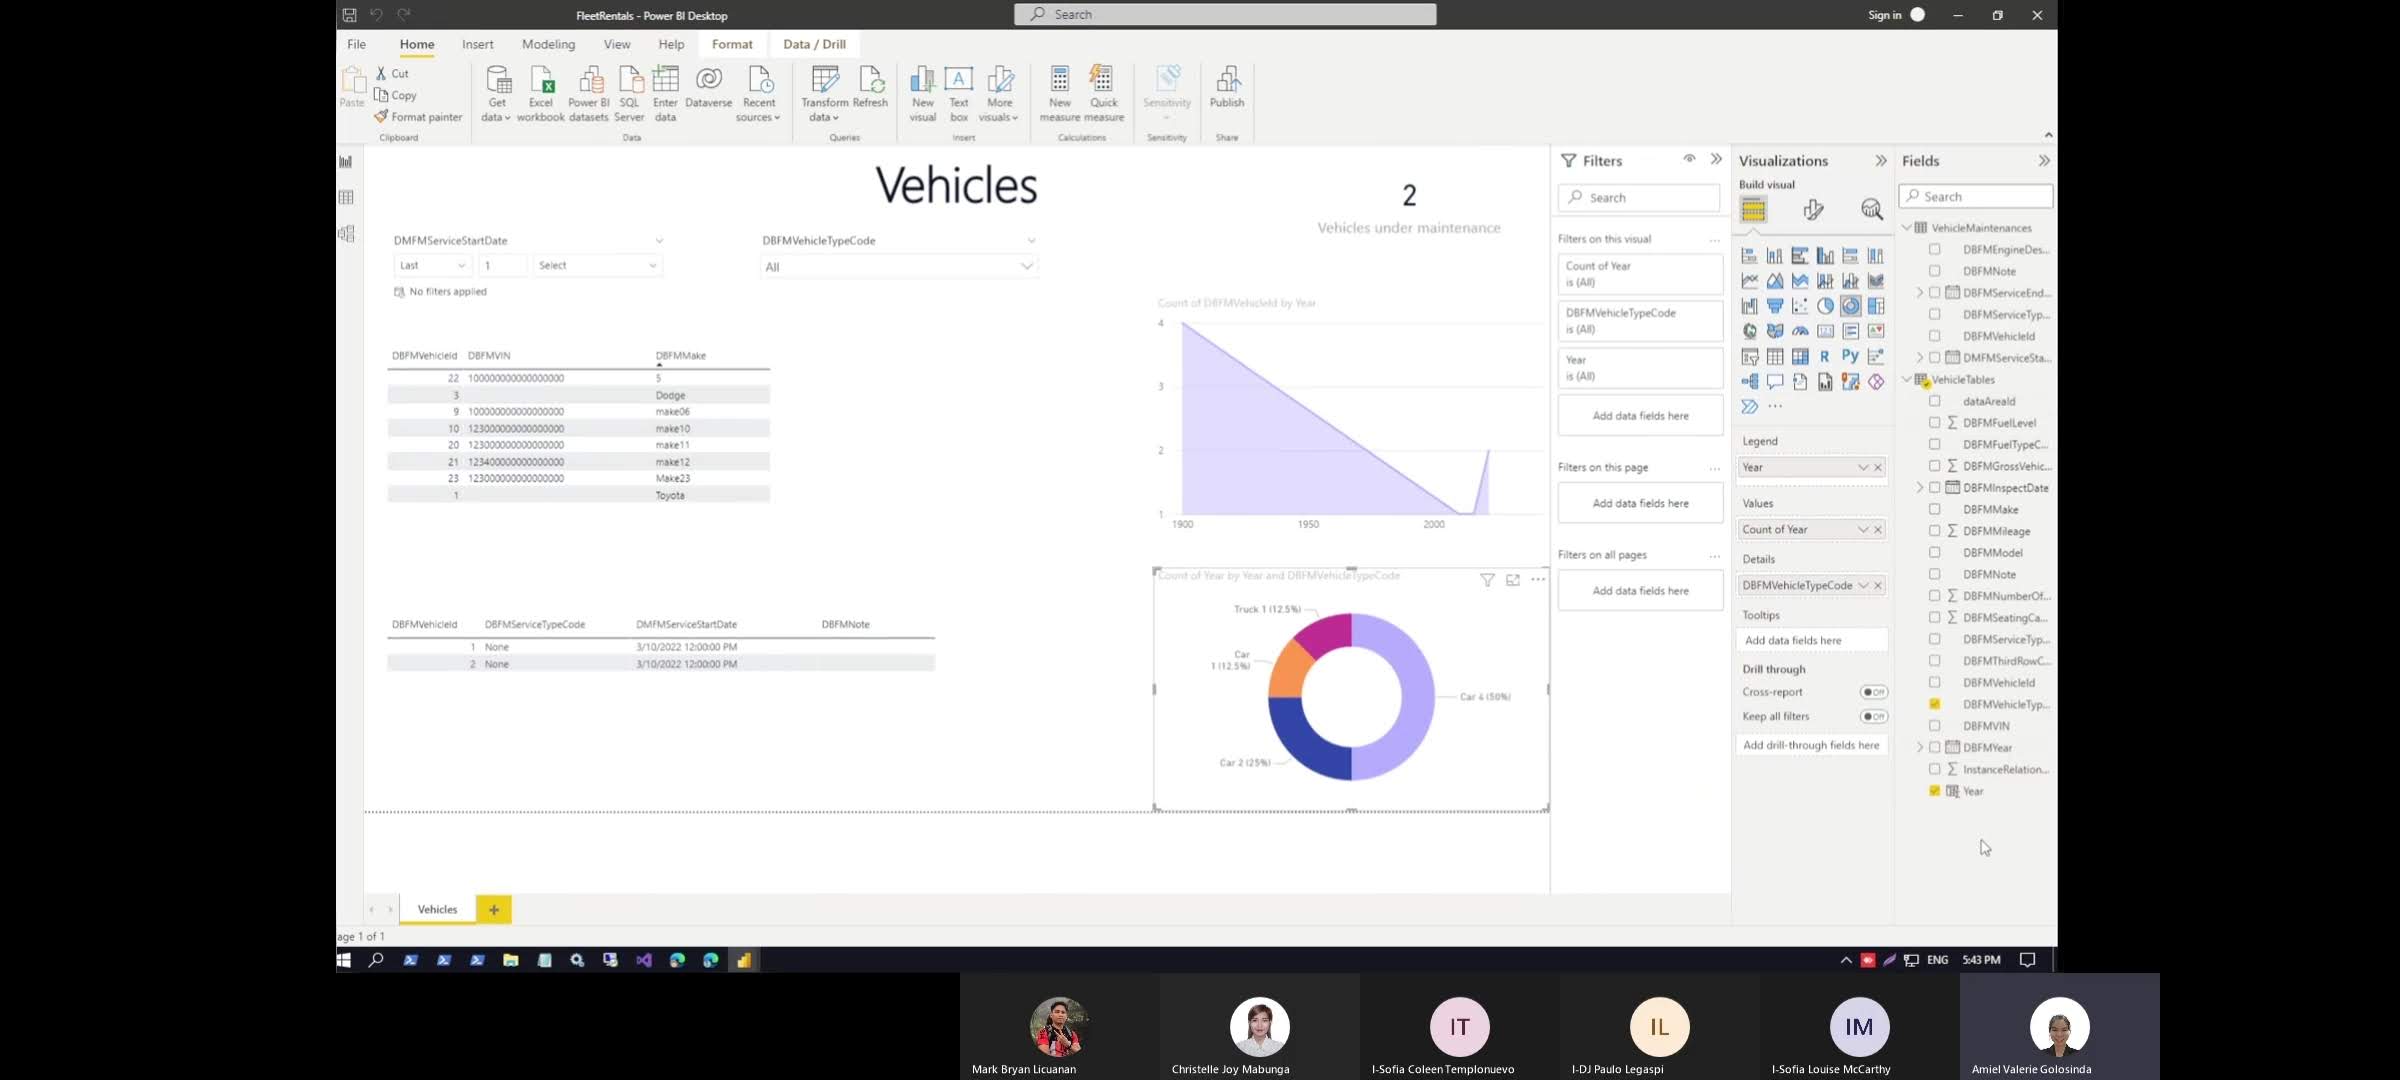 FleetRentals - Power BI Desktop
Search
Sign in
File Home Insert Modeling View Help Format Data / Drill
Paste
Cut
Copy
Format painter
Clipboard
Get data
Excel workbook
Power BI datasets
SQL Server
Enter data
Dataverse
Recent sources
Data
Transform data
Refresh
Queries
New visual
Text box
More visuals
Insert
New measure
Quick measure
Calculations
Sensitivity
Sensitivity
Publish
Share
Vehicles
2
Vehicles under maintenance
DMFMServiceStartDate
Last 1 Select
No filters applied
DBFMVehicleTypeCode
All
DBFMVehicleId DBFMVIN DBFMMake
22 100000000000000000 5
3 Dodge
9 100000000000000000 make06
10 123000000000000000 make10
20 123000000000000000 make11
21 123400000000000000 make12
23 123000000000000000 Make23
1 Toyota
Count of DBFMVehicleId by Year
4
3
2
1
1900 1950 2000
DBFMVehicleId DBFMServiceTypeCode DMFMServiceStartDate DBFMNote
1 None 3/10/2022 12:00:00 PM
2 None 3/10/2022 12:00:00 PM
Count of Year by Year and DBFMVehicleTypeCode
Truck 1 (12.5%)
Car
1 (12.5%)
Car 4 (50%)
Car 2 (25%)
Filters
Search
Filters on this visual
Count of Year
is (All)
DBFMVehicleTypeCode
is (All)
Year
is (All)
Add data fields here
Filters on this page
Add data fields here
Filters on all pages
Add data fields here
Visualizations
Build visual
R Py
Legend
Year
Values
Count of Year
Details
DBFMVehicleTypeCode
Tooltips
Add data fields here
Drill through
Cross-report Off
Keep all filters Off
Add drill-through fields here
Fields
Search
VehicleMaintenances
DBFMEngineDes...
DBFMNote
DBFMServiceEnd...
DBFMServiceTyp...
DBFMVehicleId
DMFMServiceSta...
VehicleTables
dataAreaId
DBFMFuelLevel
DBFMFuelTypeC...
DBFMGrossVehic...
DBFMInspectDate
DBFMMake
DBFMMileage
DBFMModel
DBFMNote
DBFMNumberOf...
DBFMSeatingCa...
DBFMServiceTyp...
DBFMThirdRowC...
DBFMVehicleId
DBFMVehicleTyp...
DBFMVIN
DBFMYear
InstanceRelation...
Year
Vehicles
age 1 of 1
ENG 5:43 PM
IT IL IM
Mark Bryan Licuanan
Christelle Joy Mabunga
I-Sofia Coleen Templonuevo
I-DJ Paulo Legaspi
I-Sofia Louise McCarthy
Amiel Valerie Golosinda